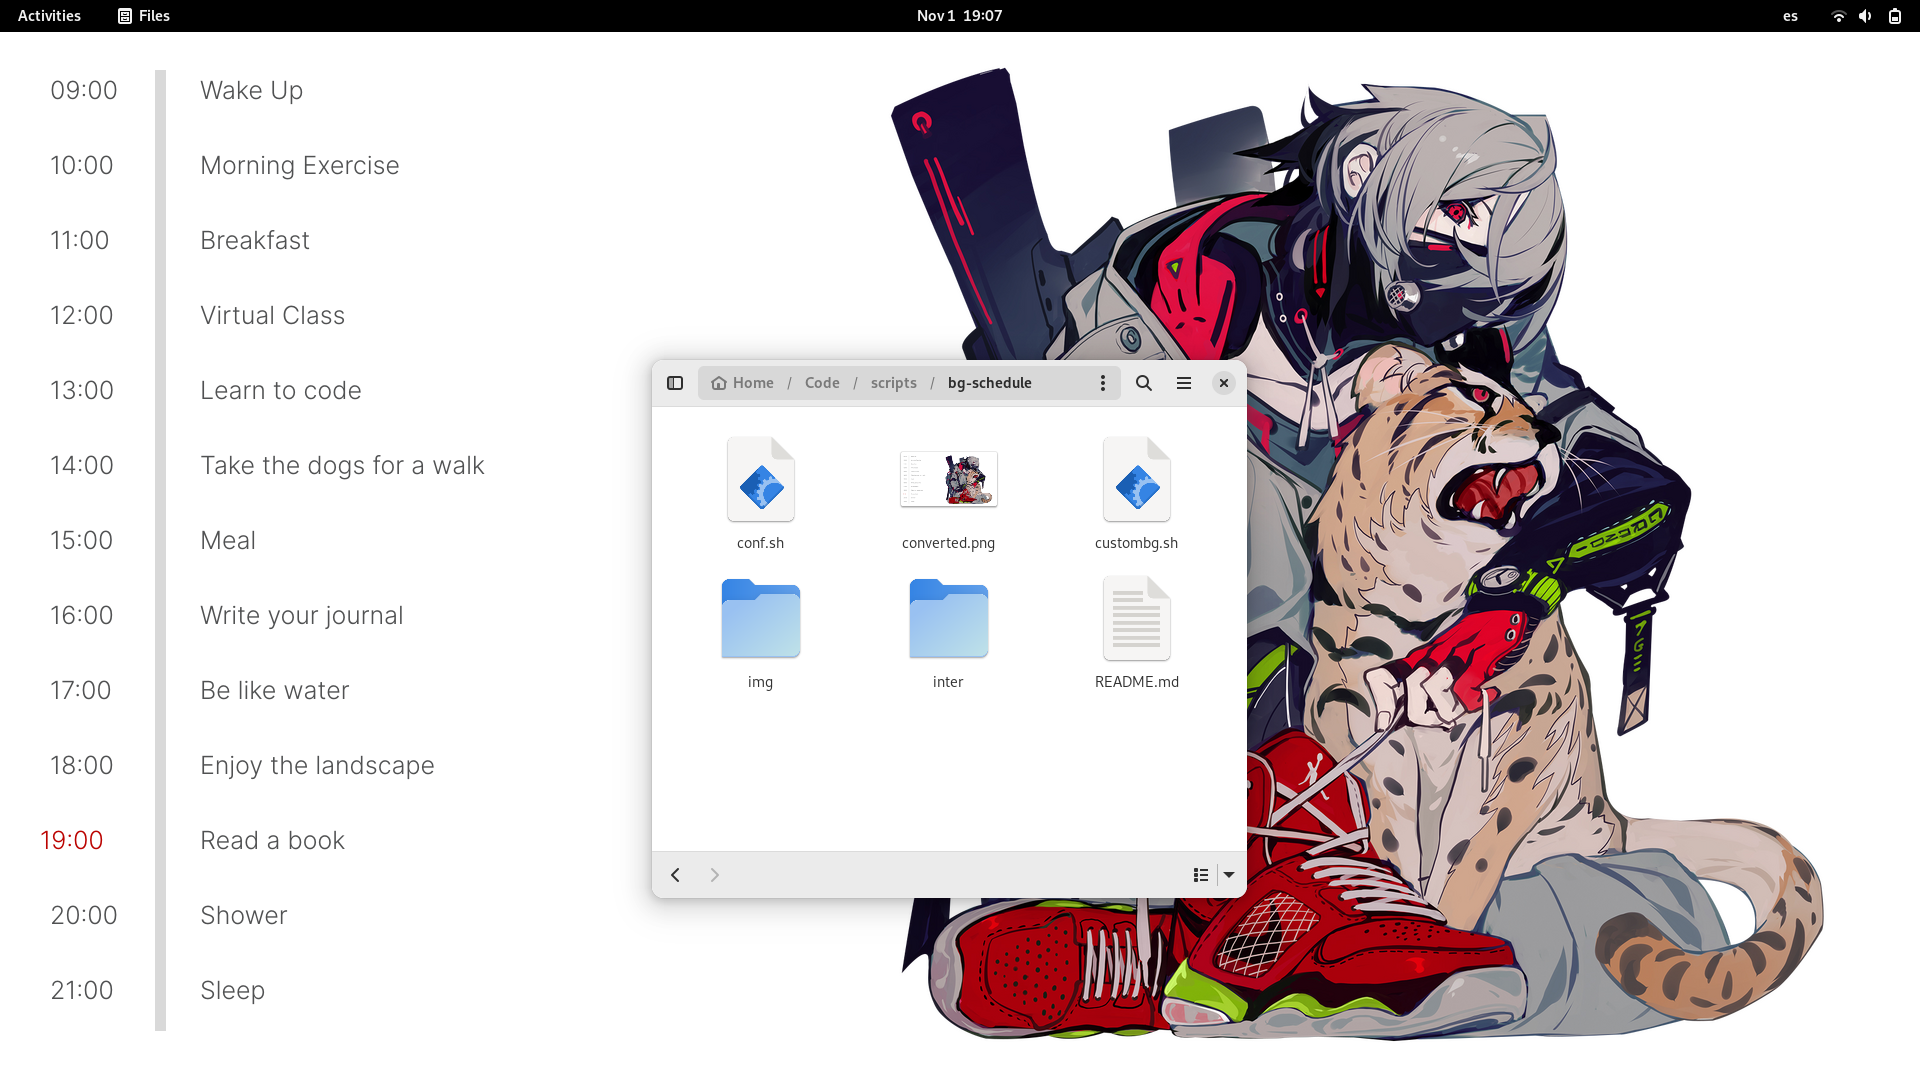 Activities Files Nov 1 19:07 es
09:00 Wake Up
10:00 Morning Exercise
11:00 Breakfast
12:00 Virtual Class
13:00 Learn to code
14:00 Take the dogs for a walk
15:00 Meal
16:00 Write your journal
17:00 Be like water
18:00 Enjoy the landscape
19:00 Read a book
20:00 Shower
21:00 Sleep
Home / Code / scripts / bg-schedule
conf.sh converted.png custombg.sh
img inter README.md